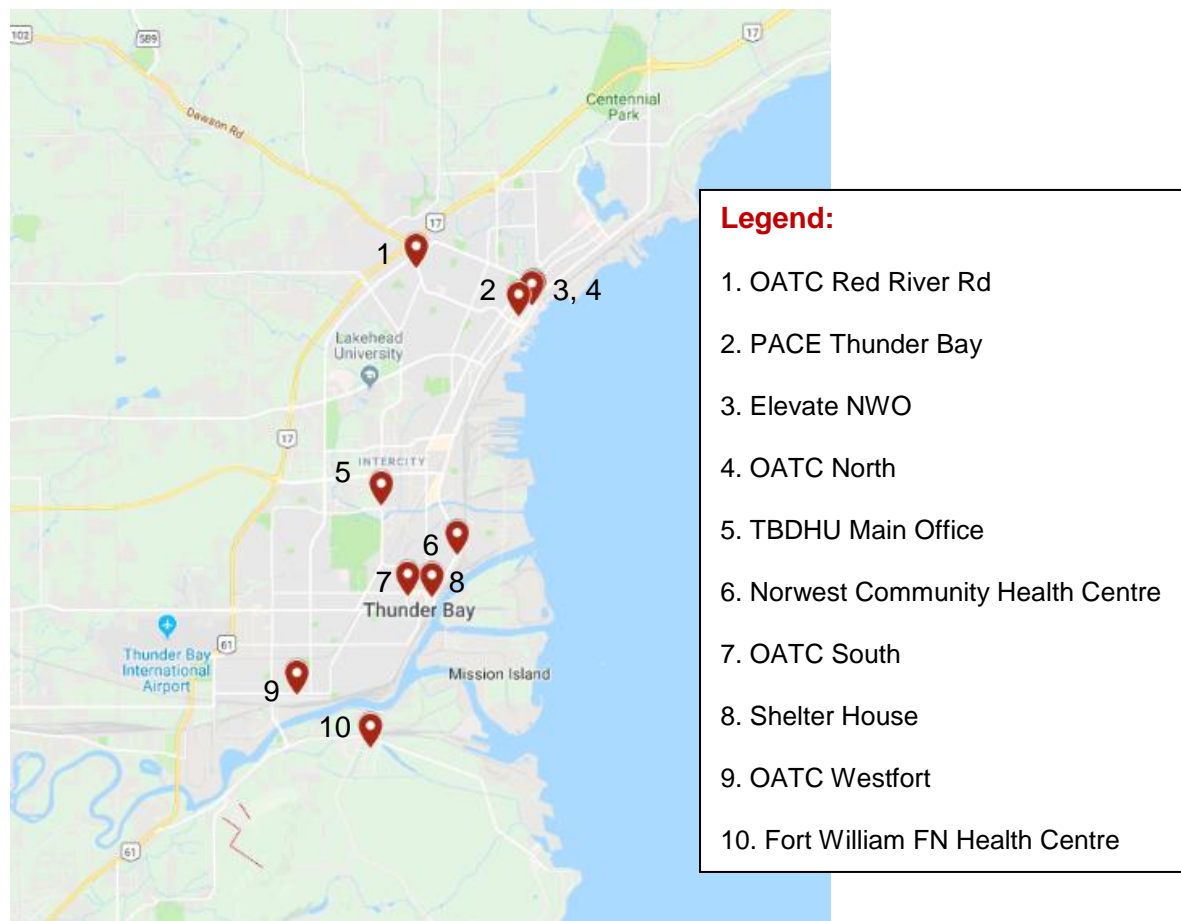 102
589
17
Centennial
Park
Dawson Rd
17
1
2
3, 4
Lakehead
University
17
INTERCITY
5
6
7
8
Thunder Bay
61
Thunder Bay
International
Airport
Mission Island
9
10
61
Legend:
1. OATC Red River Rd
2. PACE Thunder Bay
3. Elevate NWO
4. OATC North
5. TBDHU Main Office
6. Norwest Community Health Centre
7. OATC South
8. Shelter House
9. OATC Westfort
10. Fort William FN Health Centre